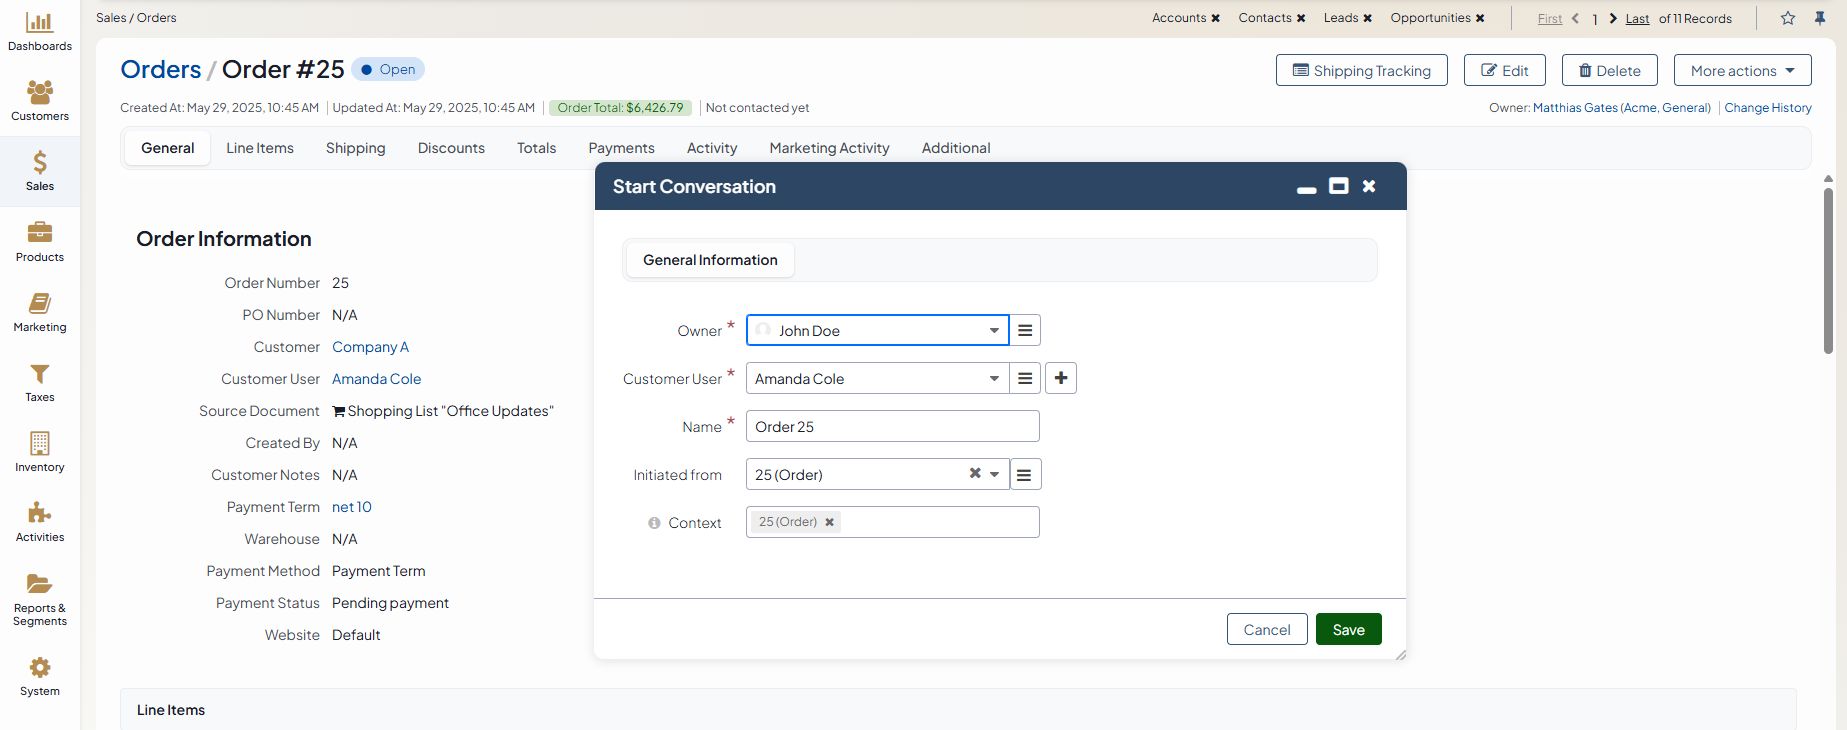 Sales / Orders
Accounts ✖ Contacts ✖ Leads ✖ Opportunities ✖
First 1 Last of 11 Records
Dashboards
Customers
Sales
Products
Marketing
Taxes
Inventory
Activities
Reports &
Segments
System
Orders / Order #25 Open
Shipping Tracking Edit Delete More actions
Created At: May 29, 2025, 10:45 AM Updated At: May 29, 2025, 10:45 AM Order Total: $6,426.79 Not contacted yet
Owner: Matthias Gates (Acme, General) Change History
General Line Items Shipping Discounts Totals Payments Activity Marketing Activity Additional
Order Information
Order Number 25
PO Number N/A
Customer Company A
Customer User Amanda Cole
Source Document Shopping List "Office Updates"
Created By N/A
Customer Notes N/A
Payment Term net 10
Warehouse N/A
Payment Method Payment Term
Payment Status Pending payment
Website Default
Line Items
Start Conversation
General Information
Owner * John Doe
Customer User * Amanda Cole
Name * Order 25
Initiated from 25 (Order)
Context 25 (Order) ✖
Cancel Save